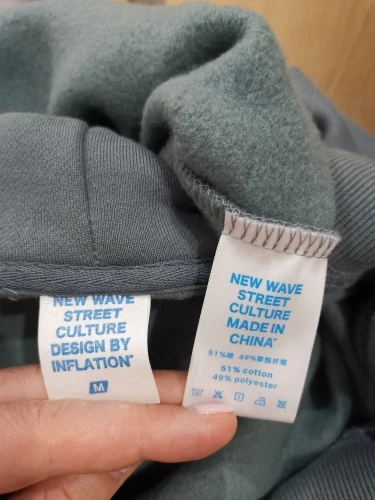 NEW WAVE
STREET
CULTURE
DESIGN BY
INFLATION"
M
NEW WAVE
STREET
CULTURE
MADE IN
CHINA"
51%棉 49%聚酯纤维
51% cotton
49% polyester